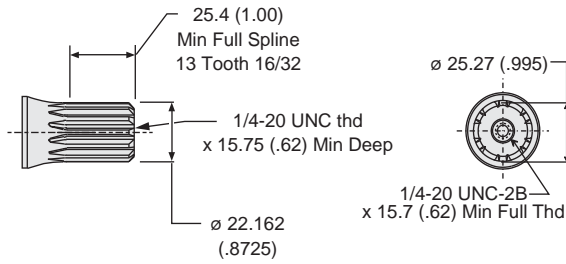 25.4 (1.00)
Min Full Spline
13 Tooth 16/32
1/4-20 UNC thd
x 15.75 (.62) Min Deep
ø 22.162
(.8725)
ø 25.27 (.995)
1/4-20 UNC-2B
x 15.7 (.62) Min Full Thd